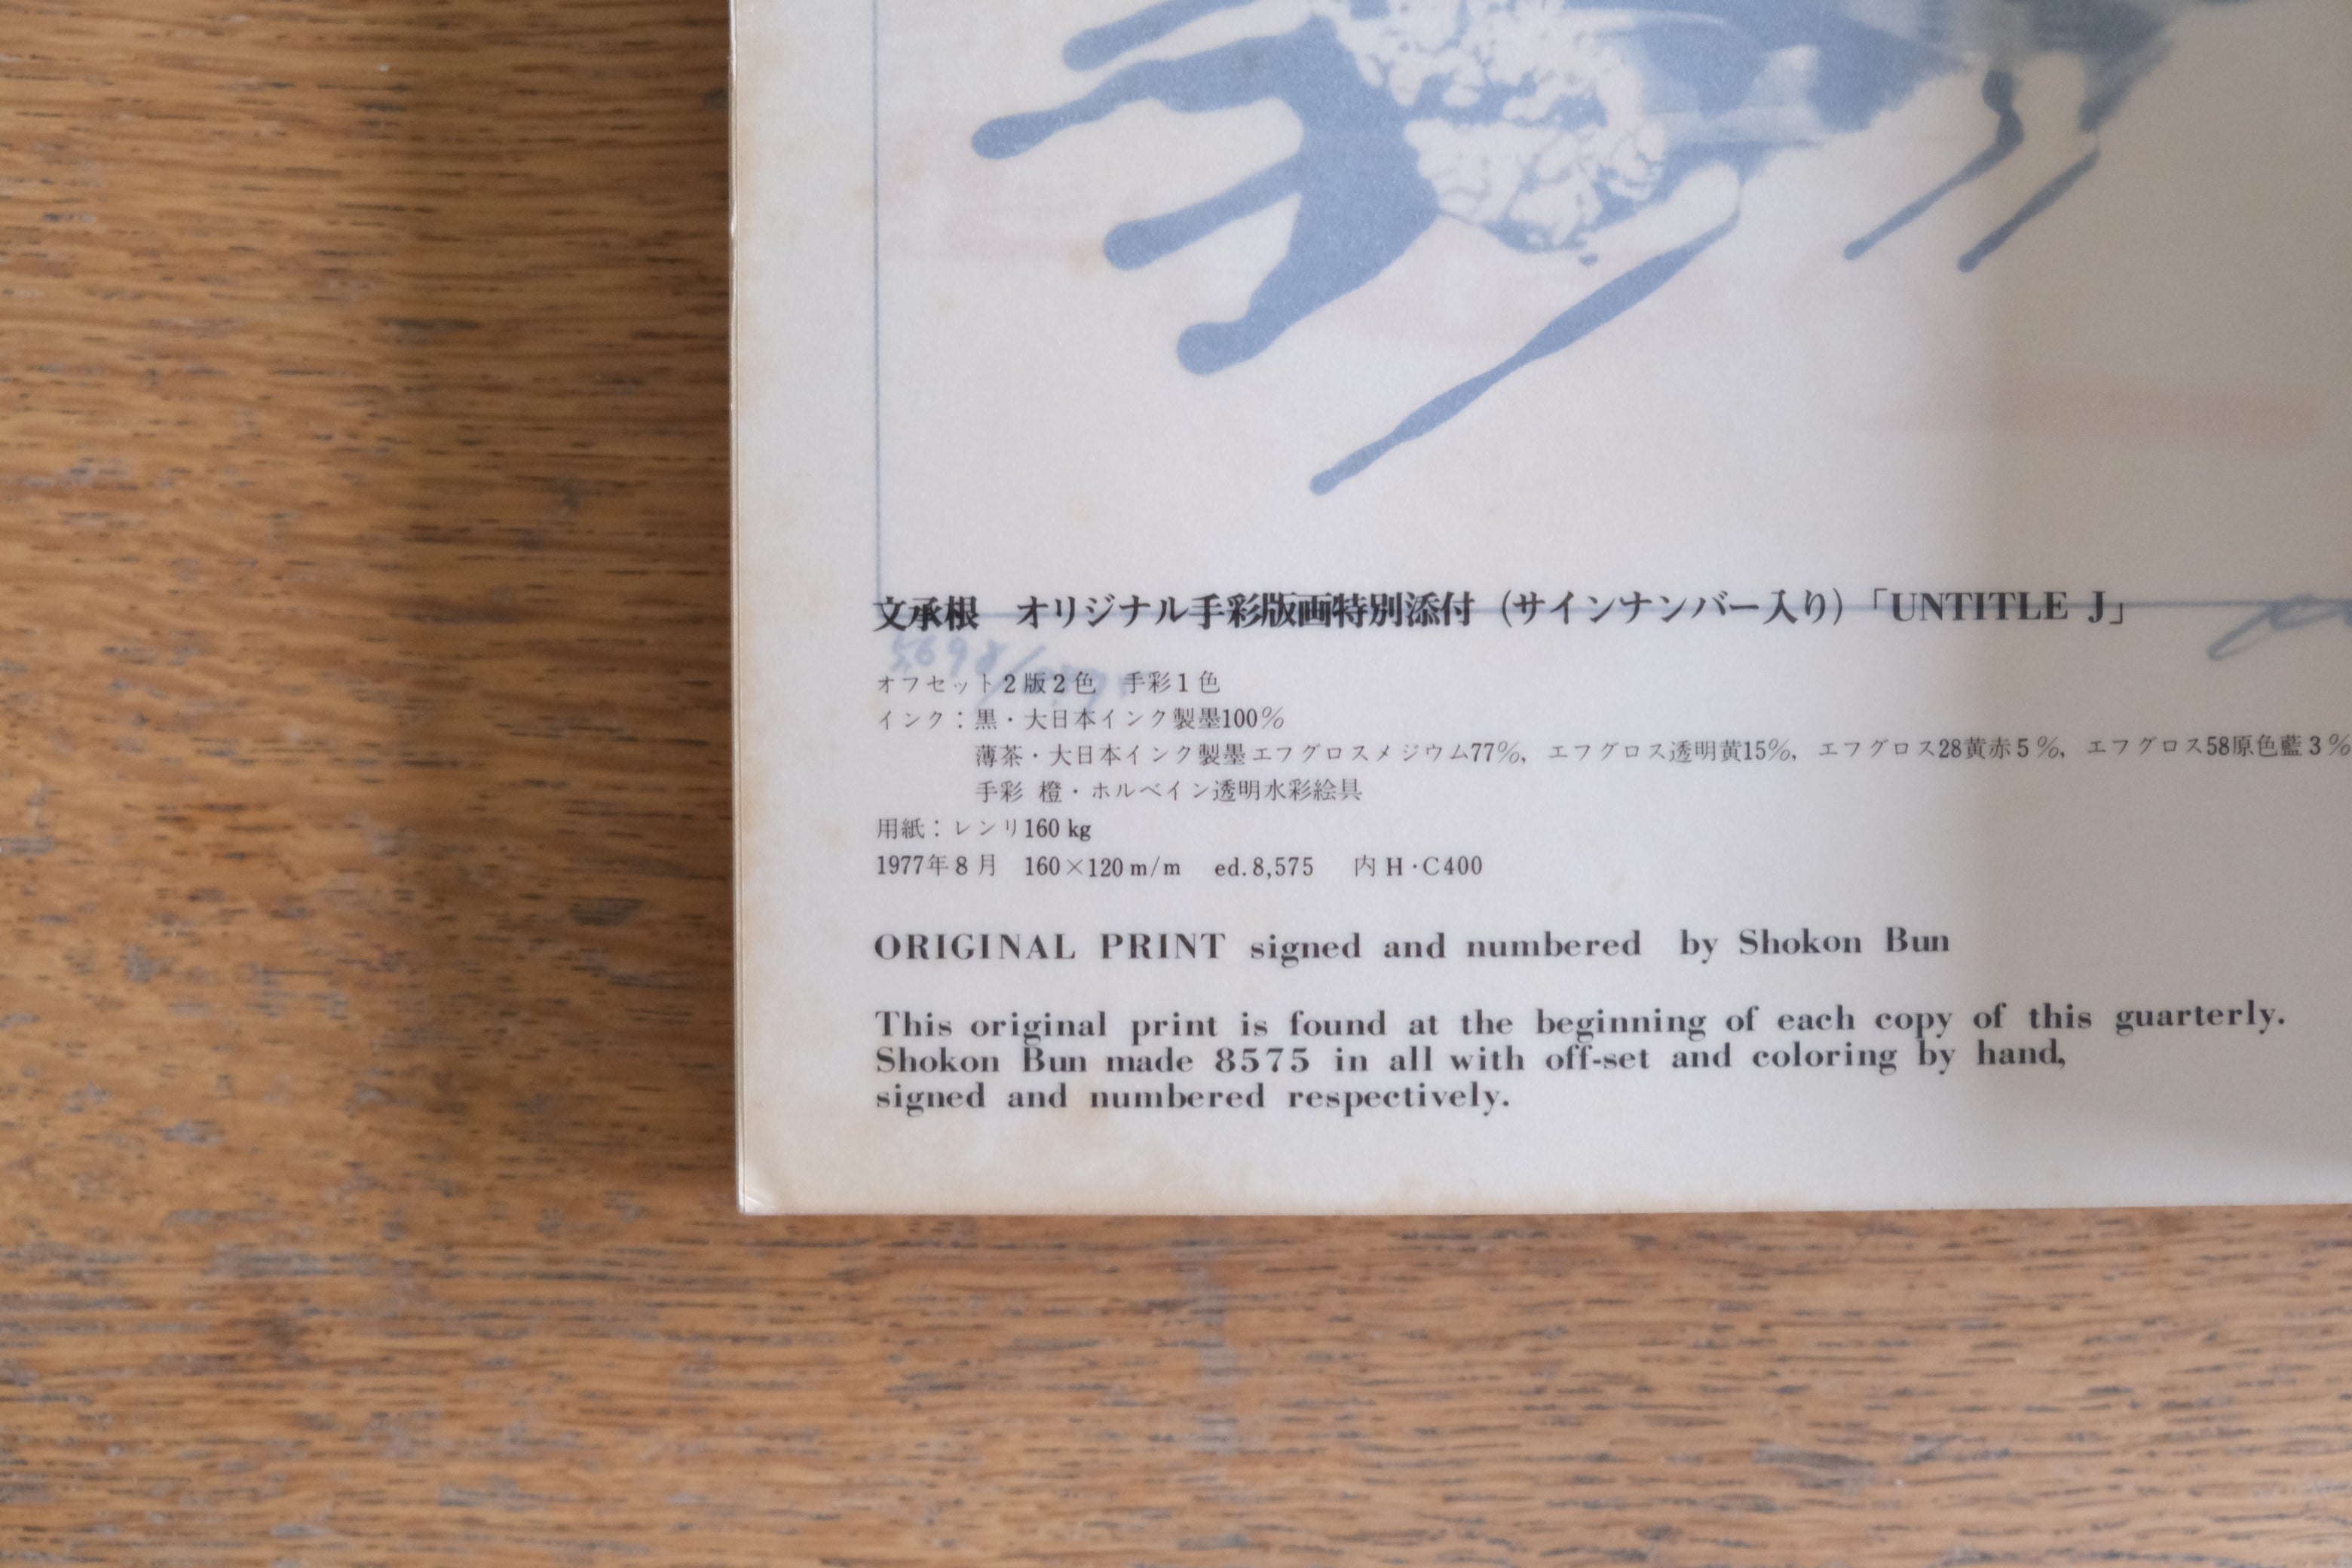 文承根　オリジナル手彩版画特別添付（サインナンバー入り）「UNTITLE J」
5698/
オフセット2版2色　手彩1色
インク：黒・大日本インク製墨100%
薄茶・大日本インク製墨エフグロスメジウム77%，エフグロス透明黄15%，エフグロス28黄赤5%，エフグロス58原色藍3%
手彩 橙・ホルベイン透明水彩絵具
用紙：レンリ160 kg
1977年8月　160×120 m/m　ed. 8,575　内 H・C400
ORIGINAL PRINT signed and numbered by Shokon Bun
This original print is found at the beginning of each copy of this guarterly.
Shokon Bun made 8575 in all with off-set and coloring by hand,
signed and numbered respectively.